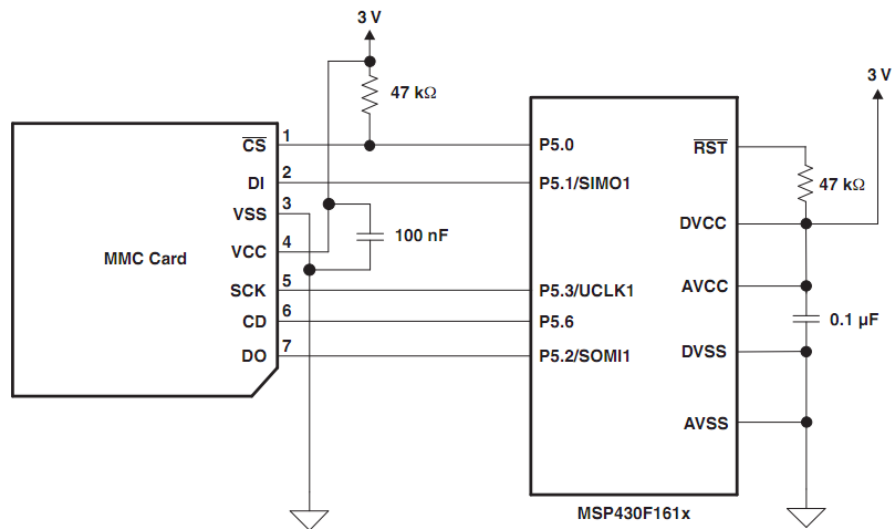 3 V
47 kΩ
3 V
MMC Card
C̅S̅ 1
DI 2
VSS 3
VCC 4
SCK 5
CD 6
DO 7
100 nF
P5.0
P5.1/SIMO1
P5.3/UCLK1
P5.6
P5.2/SOMI1
R̅S̅T̅
DVCC
AVCC
DVSS
AVSS
47 kΩ
0.1 µF
MSP430F161x